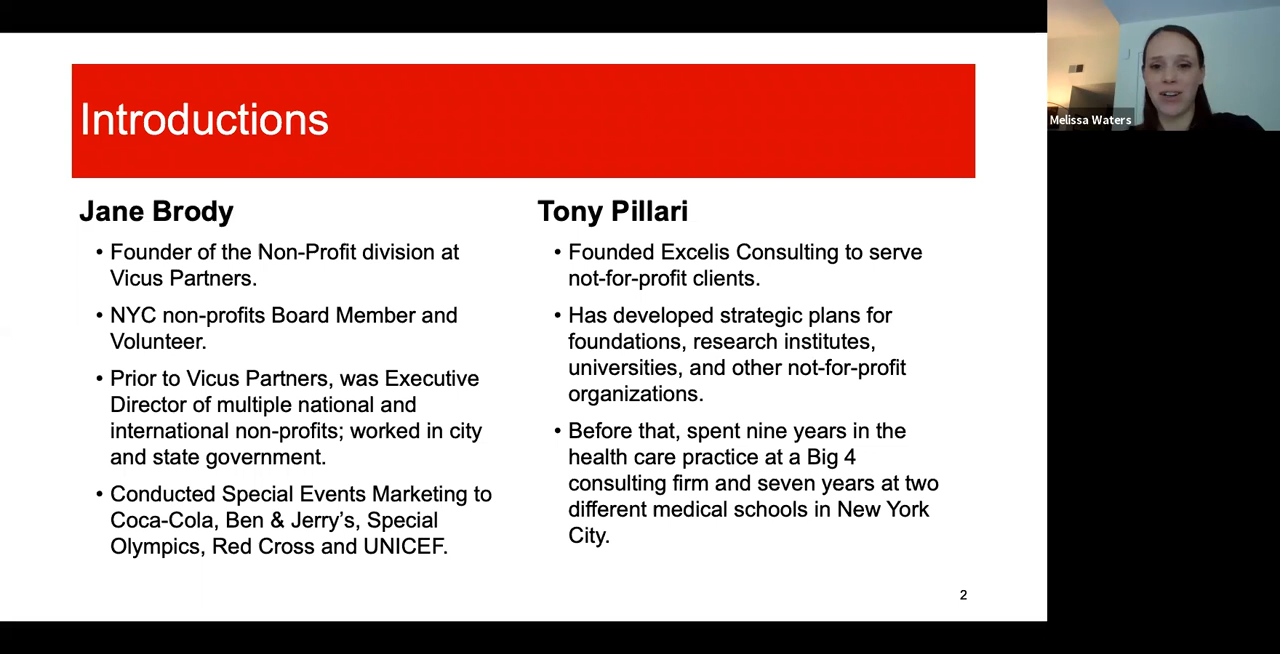 Introductions
Jane Brody
• Founder of the Non-Profit division at
Vicus Partners.
• NYC non-profits Board Member and
Volunteer.
• Prior to Vicus Partners, was Executive
Director of multiple national and
international non-profits; worked in city
and state government.
• Conducted Special Events Marketing to
Coca-Cola, Ben & Jerry’s, Special
Olympics, Red Cross and UNICEF.
Tony Pillari
• Founded Excelis Consulting to serve
not-for-profit clients.
• Has developed strategic plans for
foundations, research institutes,
universities, and other not-for-profit
organizations.
• Before that, spent nine years in the
health care practice at a Big 4
consulting firm and seven years at two
different medical schools in New York
City.
2
Melissa Waters